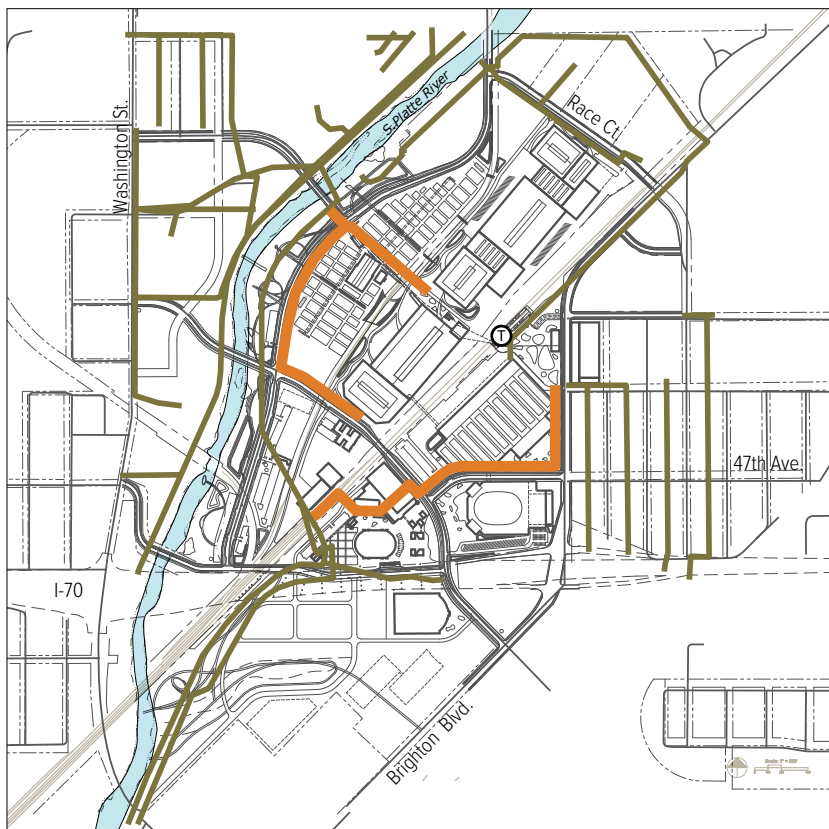 S.Platte River
Race Ct.
Washington St.
T
47th Ave.
I-70
Brighton Blvd.